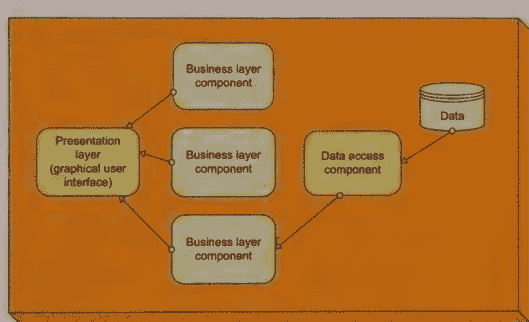 Business layer
component
Presentation
layer
(graphical user
interface)
Business layer
component
Data access
component
Data
Business layer
component